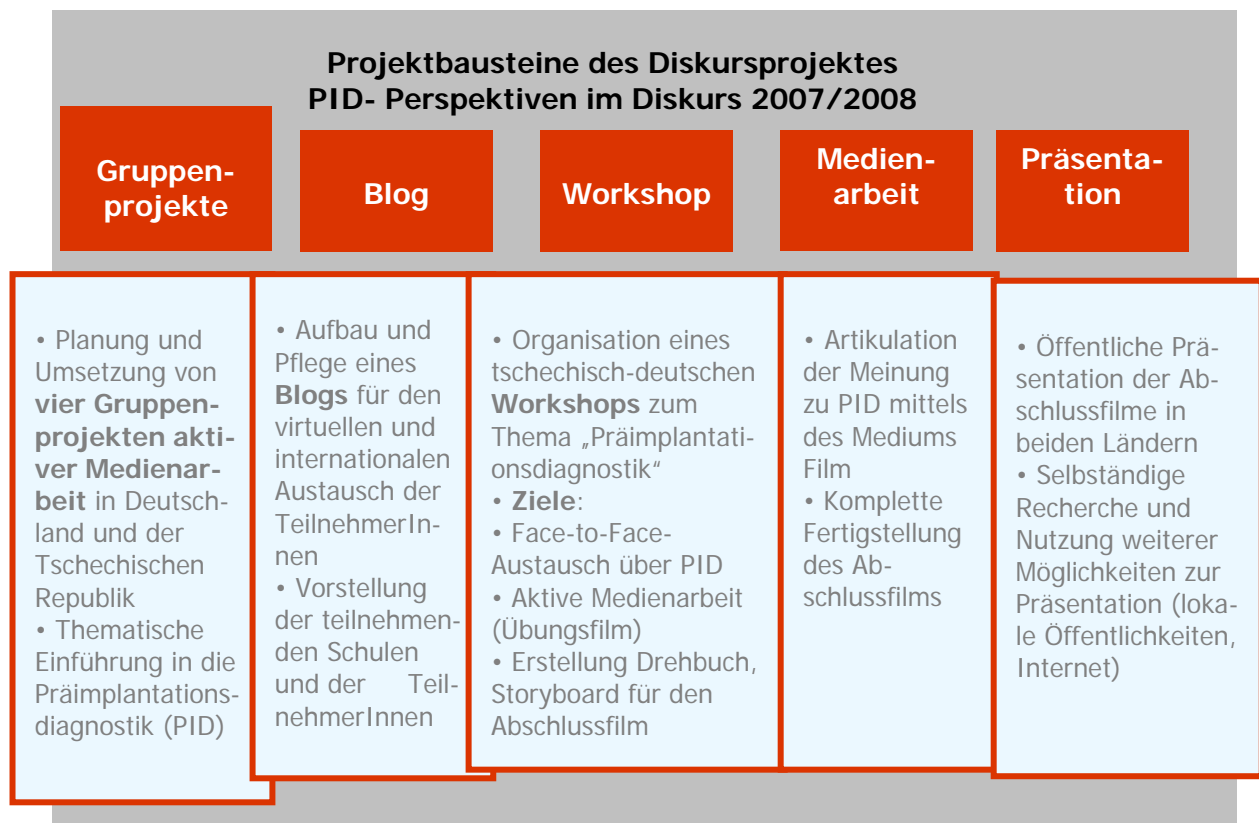 Projektbausteine des Diskursprojektes
PID- Perspektiven im Diskurs 2007/2008
Gruppen-
projekte
Blog
Workshop
Medien-
arbeit
Präsenta-
tion
• Planung und
Umsetzung von
vier Gruppen-
projekten akti-
ver Medienar-
beit in Deutsch-
land und der
Tschechischen
Republik
• Thematische
Einführung in die
Präimplantations-
diagnostik (PID)
• Aufbau und
Pflege eines
Blogs für den
virtuellen und
internationalen
Austausch der
TeilnehmerIn-
nen
• Vorstellung
der teilnehmen-
den Schulen
und der Teil-
nehmerInnen
• Organisation eines
tschechisch-deutschen
Workshops zum
Thema „Präimplantati-
onsdiagnostik“
• Ziele:
• Face-to-Face-
Austausch über PID
• Aktive Medienarbeit
(Übungsfilm)
• Erstellung Drehbuch,
Storyboard für den
Abschlussfilm
• Artikulation
der Meinung
zu PID mittels
des Mediums
Film
• Komplette
Fertigstellung
des Ab-
schlussfilms
• Öffentliche Prä-
sentation der Ab-
schlussfilme in
beiden Ländern
• Selbständige
Recherche und
Nutzung weiterer
Möglichkeiten zur
Präsentation (loka-
le Öffentlichkeiten,
Internet)